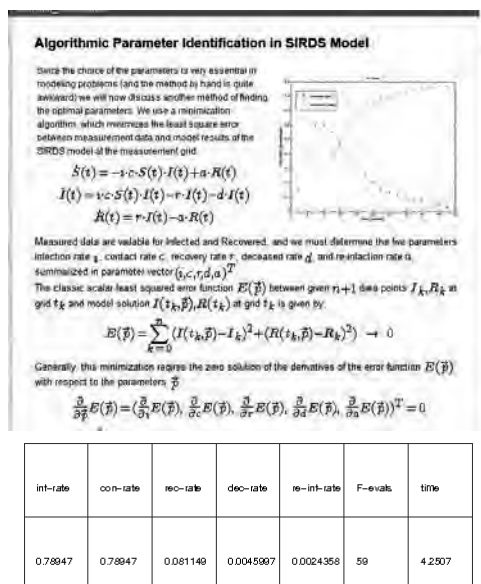 Algorithmic Parameter Identification in SIRDS Model
Since the choice of the parameters is very essential in
modeling problems (and the method by hand is quite
awkward) we will now discuss another method of finding
the optimal parameters. We use a minimization
algorithm, which minimizes the least square error
between measurement data and model results of the
SIRDS model at the measurement grid.
Ṡ(t)=−ι·c·S(t)·I(t)+a·R(t)
İ(t)=ι·c·S(t)·I(t)−r·I(t)−d·I(t)
Ṙ(t)=r·I(t)−a·R(t)
Measured data are vailable for Infected and Recovered, and we must determine the five parameters
infection rate ι, contact rate c, recovery rate r, deceased rate d, and re-infaction rate a,
summarized in parameter vector (ι,c,r,d,a)^T
The classic scalar least squared error function E(p⃗) between given n+1 data points I_k,R_k at
grid t_k and model solution I(t_k,p⃗),R(t_k) at grid t_k is given by:
E(p⃗)=∑_{k=0}^{n}(I(t_k,p⃗)−I_k)²+(R(t_k,p⃗)−R_k)²) → 0
Generally, this minimization reqires the zero solution of the derivatives of the error function E(p⃗)
with respect to the parameters p⃗
∂/∂p⃗ E(p⃗)=(∂/∂ι E(p⃗), ∂/∂c E(p⃗), ∂/∂r E(p⃗), ∂/∂d E(p⃗), ∂/∂a E(p⃗))^T=0
inf-rate con-rate rec-rate dec-rate re-inf-rate F-evals time
0.78947 0.78947 0.081149 0.0045997 0.0024358 59 4.2507